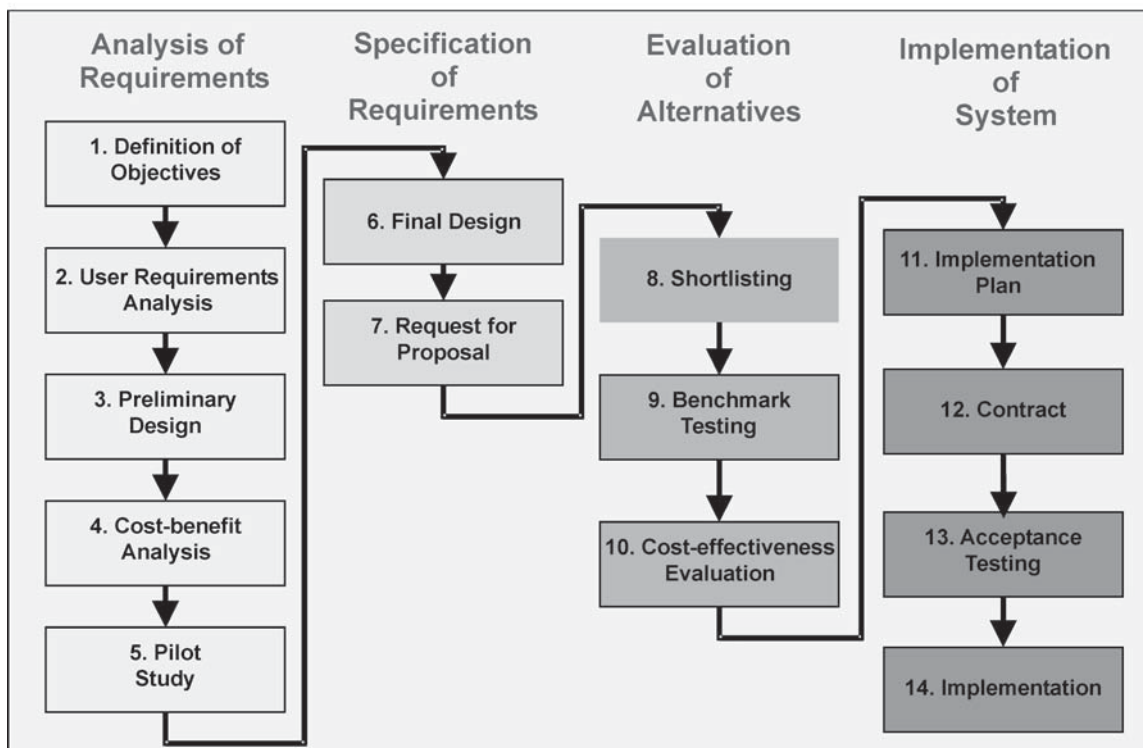 Analysis of
Requirements
1. Definition of
Objectives
2. User Requirements
Analysis
3. Preliminary
Design
4. Cost-benefit
Analysis
5. Pilot
Study
Specification
of
Requirements
6. Final Design
7. Request for
Proposal
Evaluation
of
Alternatives
8. Shortlisting
9. Benchmark
Testing
10. Cost-effectiveness
Evaluation
Implementation
of
System
11. Implementation
Plan
12. Contract
13. Acceptance
Testing
14. Implementation